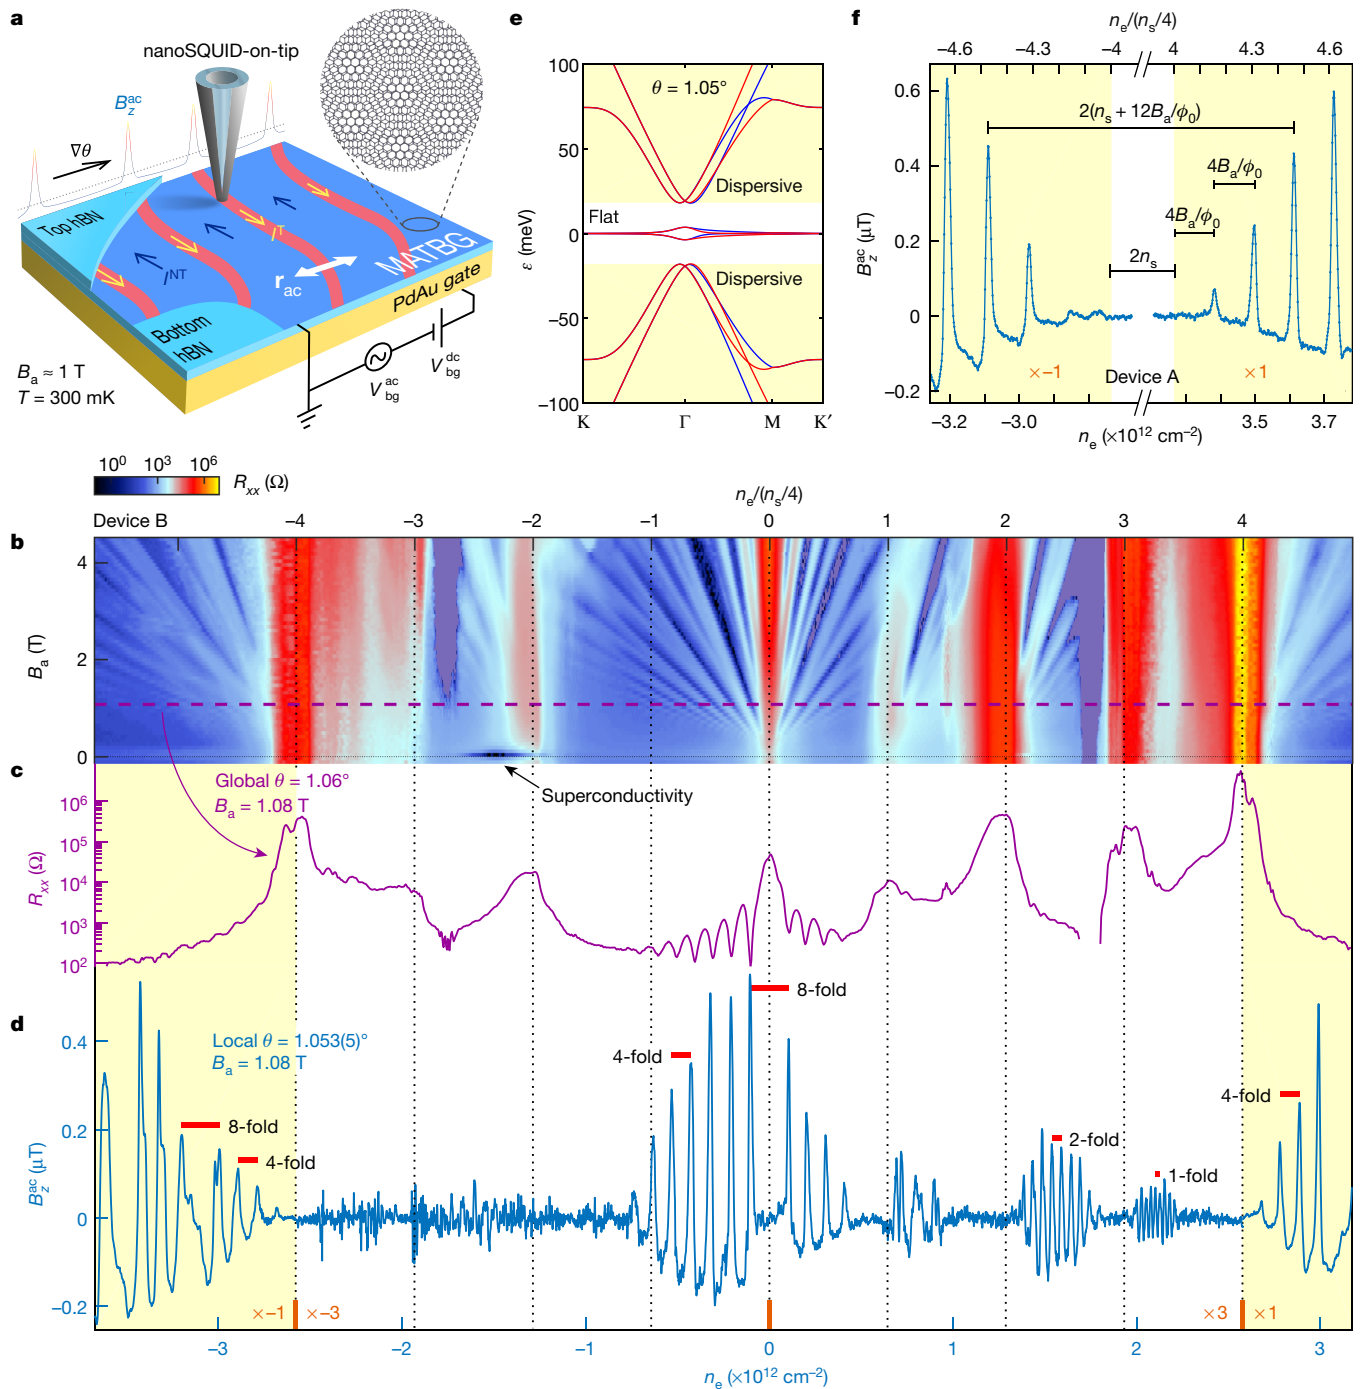 a
nanoSQUID-on-tip
B_z^ac
∇θ
Top hBN
I^NT
I^T
r_ac
MATBG
PdAu gate
Bottom
hBN
V_bg^ac
V_bg^dc
B_a ≈ 1 T
T = 300 mK
e
100
50
0
−50
−100
ε (meV)
θ = 1.05°
Dispersive
Flat
Dispersive
K Γ M K′
f
n_e/(n_s/4)
−4.6 −4.3 −4 4 4.3 4.6
0.6
0.4
0.2
0
−0.2
B_z^ac (μT)
2(n_s + 12B_a/ϕ_0)
4B_a/ϕ_0
4B_a/ϕ_0
2n_s
×−1
Device A
×1
−3.2 −3.0 3.5 3.7
n_e (×10^12 cm^−2)
10^0 10^3 10^6
R_xx (Ω)
n_e/(n_s/4)
Device B
−4 −3 −2 −1 0 1 2 3 4
b
4
2
0
B_a (T)
Superconductivity
c
Global θ = 1.06°
B_a = 1.08 T
10^6
10^5
10^4
10^3
10^2
R_xx (Ω)
d
Local θ = 1.053(5)°
B_a = 1.08 T
0.4
0.2
0
−0.2
B_z^ac (μT)
8-fold
4-fold
4-fold
8-fold
2-fold
1-fold
4-fold
×−1 ×−3 ×3 ×1
−3 −2 −1 0 1 2 3
n_e (×10^12 cm^−2)